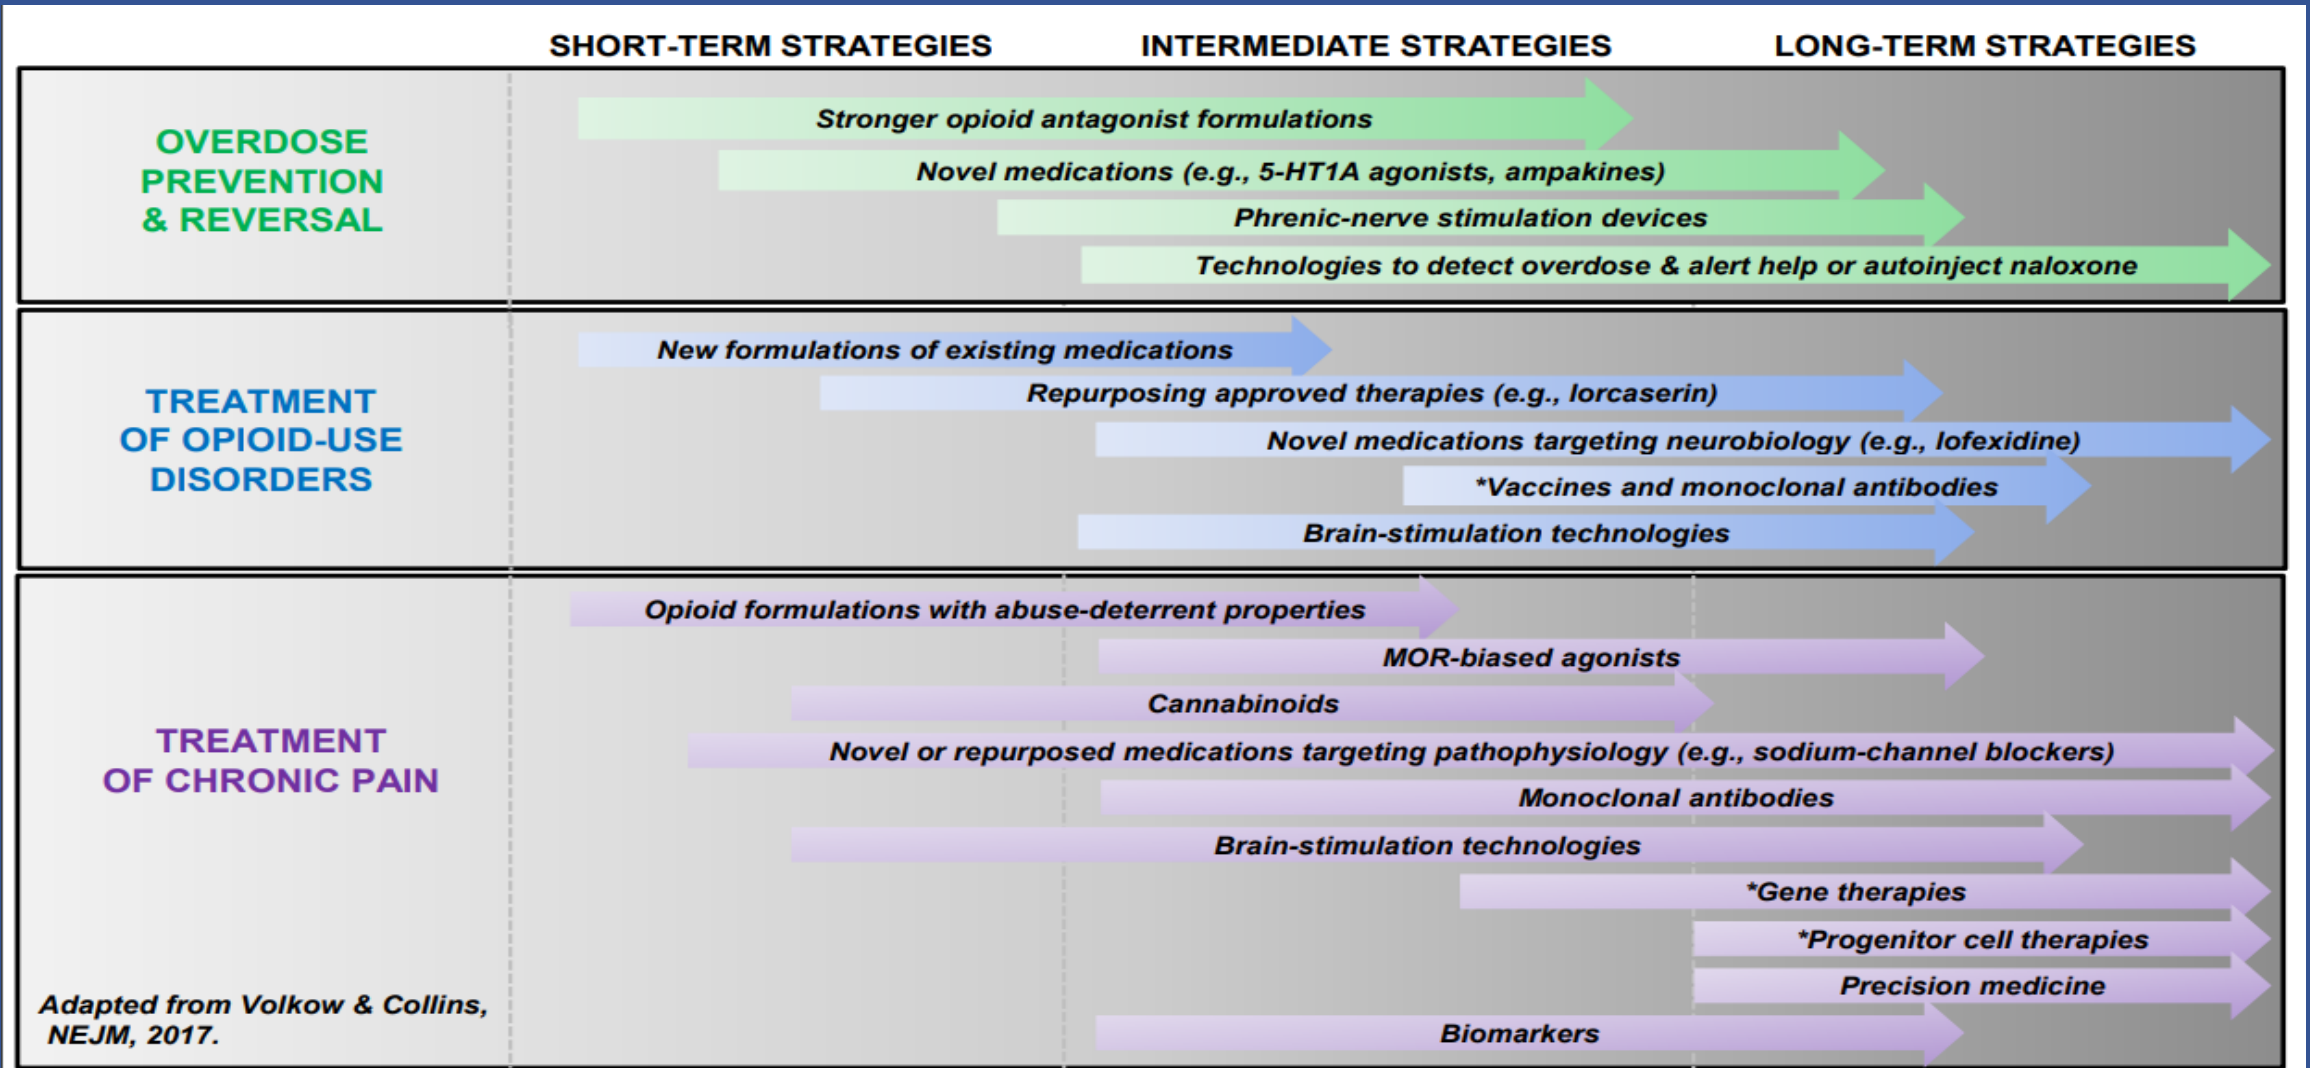 SHORT-TERM STRATEGIES
INTERMEDIATE STRATEGIES
LONG-TERM STRATEGIES
OVERDOSE
PREVENTION
& REVERSAL
Stronger opioid antagonist formulations
Novel medications (e.g., 5-HT1A agonists, ampakines)
Phrenic-nerve stimulation devices
Technologies to detect overdose & alert help or autoinject naloxone
TREATMENT
OF OPIOID-USE
DISORDERS
New formulations of existing medications
Repurposing approved therapies (e.g., lorcaserin)
Novel medications targeting neurobiology (e.g., lofexidine)
*Vaccines and monoclonal antibodies
Brain-stimulation technologies
TREATMENT
OF CHRONIC PAIN
Opioid formulations with abuse-deterrent properties
MOR-biased agonists
Cannabinoids
Novel or repurposed medications targeting pathophysiology (e.g., sodium-channel blockers)
Monoclonal antibodies
Brain-stimulation technologies
*Gene therapies
*Progenitor cell therapies
Precision medicine
Biomarkers
Adapted from Volkow & Collins,
NEJM, 2017.